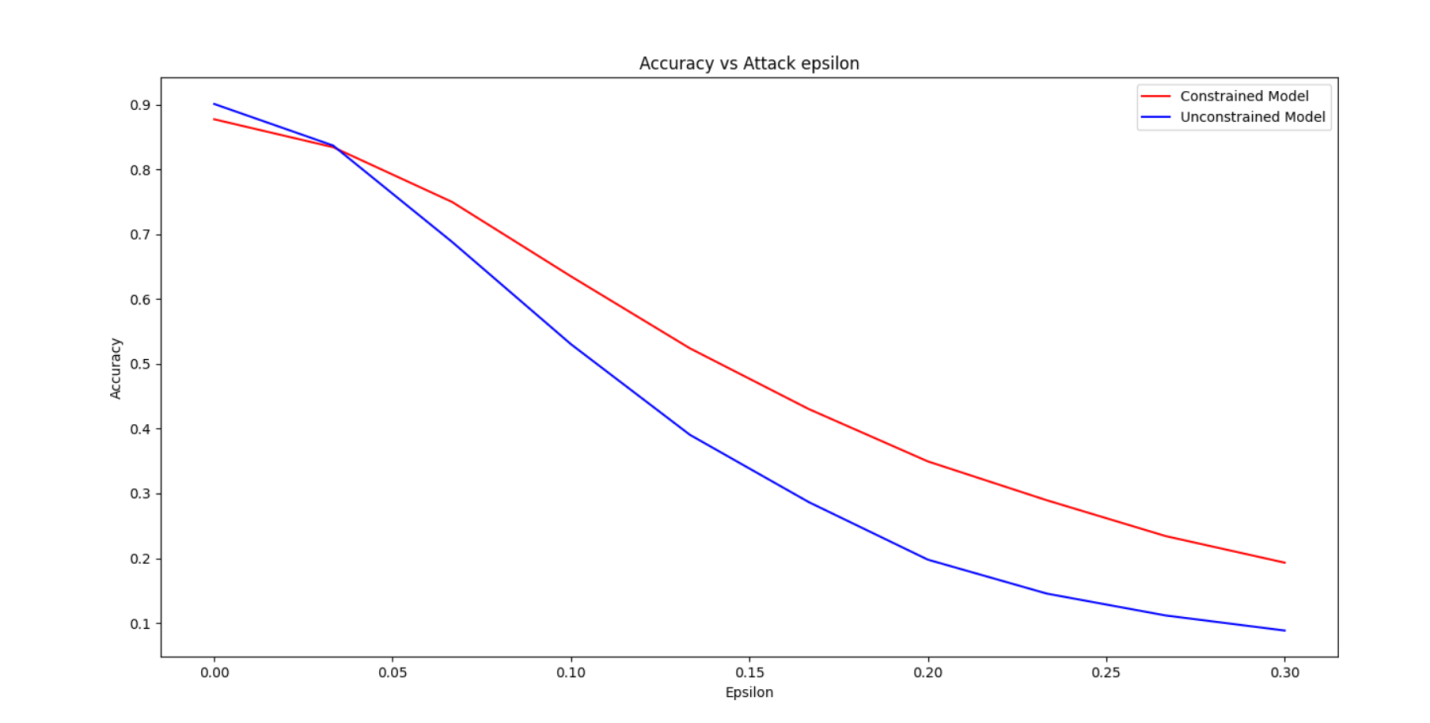 Accuracy vs Attack epsilon
Constrained Model
Unconstrained Model
Accuracy
0.9
0.8
0.7
0.6
0.5
0.4
0.3
0.2
0.1
0.00 0.05 0.10 0.15 0.20 0.25 0.30
Epsilon